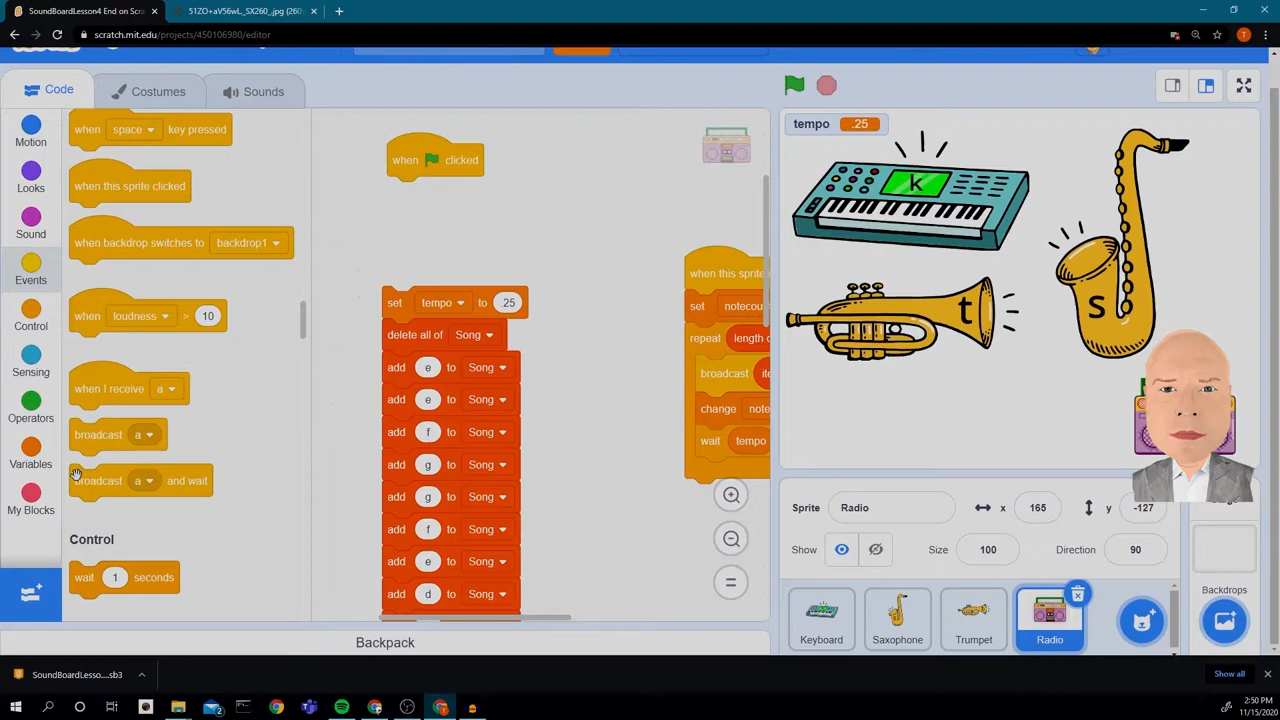 SoundBoardLesson4 End on Scra
51ZO+aV56wL._SX260_.jpg (260×
scratch.mit.edu/projects/450106980/editor
T
Code
Costumes
Sounds
Motion
Looks
Sound
Events
Control
Sensing
Operators
Variables
My Blocks
when space key pressed
when this sprite clicked
when backdrop switches to backdrop1
when loudness > 10
when I receive a
broadcast a
broadcast a and wait
Control
wait 1 seconds
when clicked
set tempo to .25
delete all of Song
add e to Song
add e to Song
add f to Song
add g to Song
add g to Song
add f to Song
add e to Song
add d to Song
when this sprite
set notecou
repeat length o
broadcast ite
change note
wait tempo
tempo .25
k
t
s
Sprite Radio x 165 y -127
Show Size 100 Direction 90
Keyboard
Saxophone
Trumpet
Radio
Backdrops
Backpack
SoundBoardLesso....sb3
Show all
2:50 PM
11/15/2020